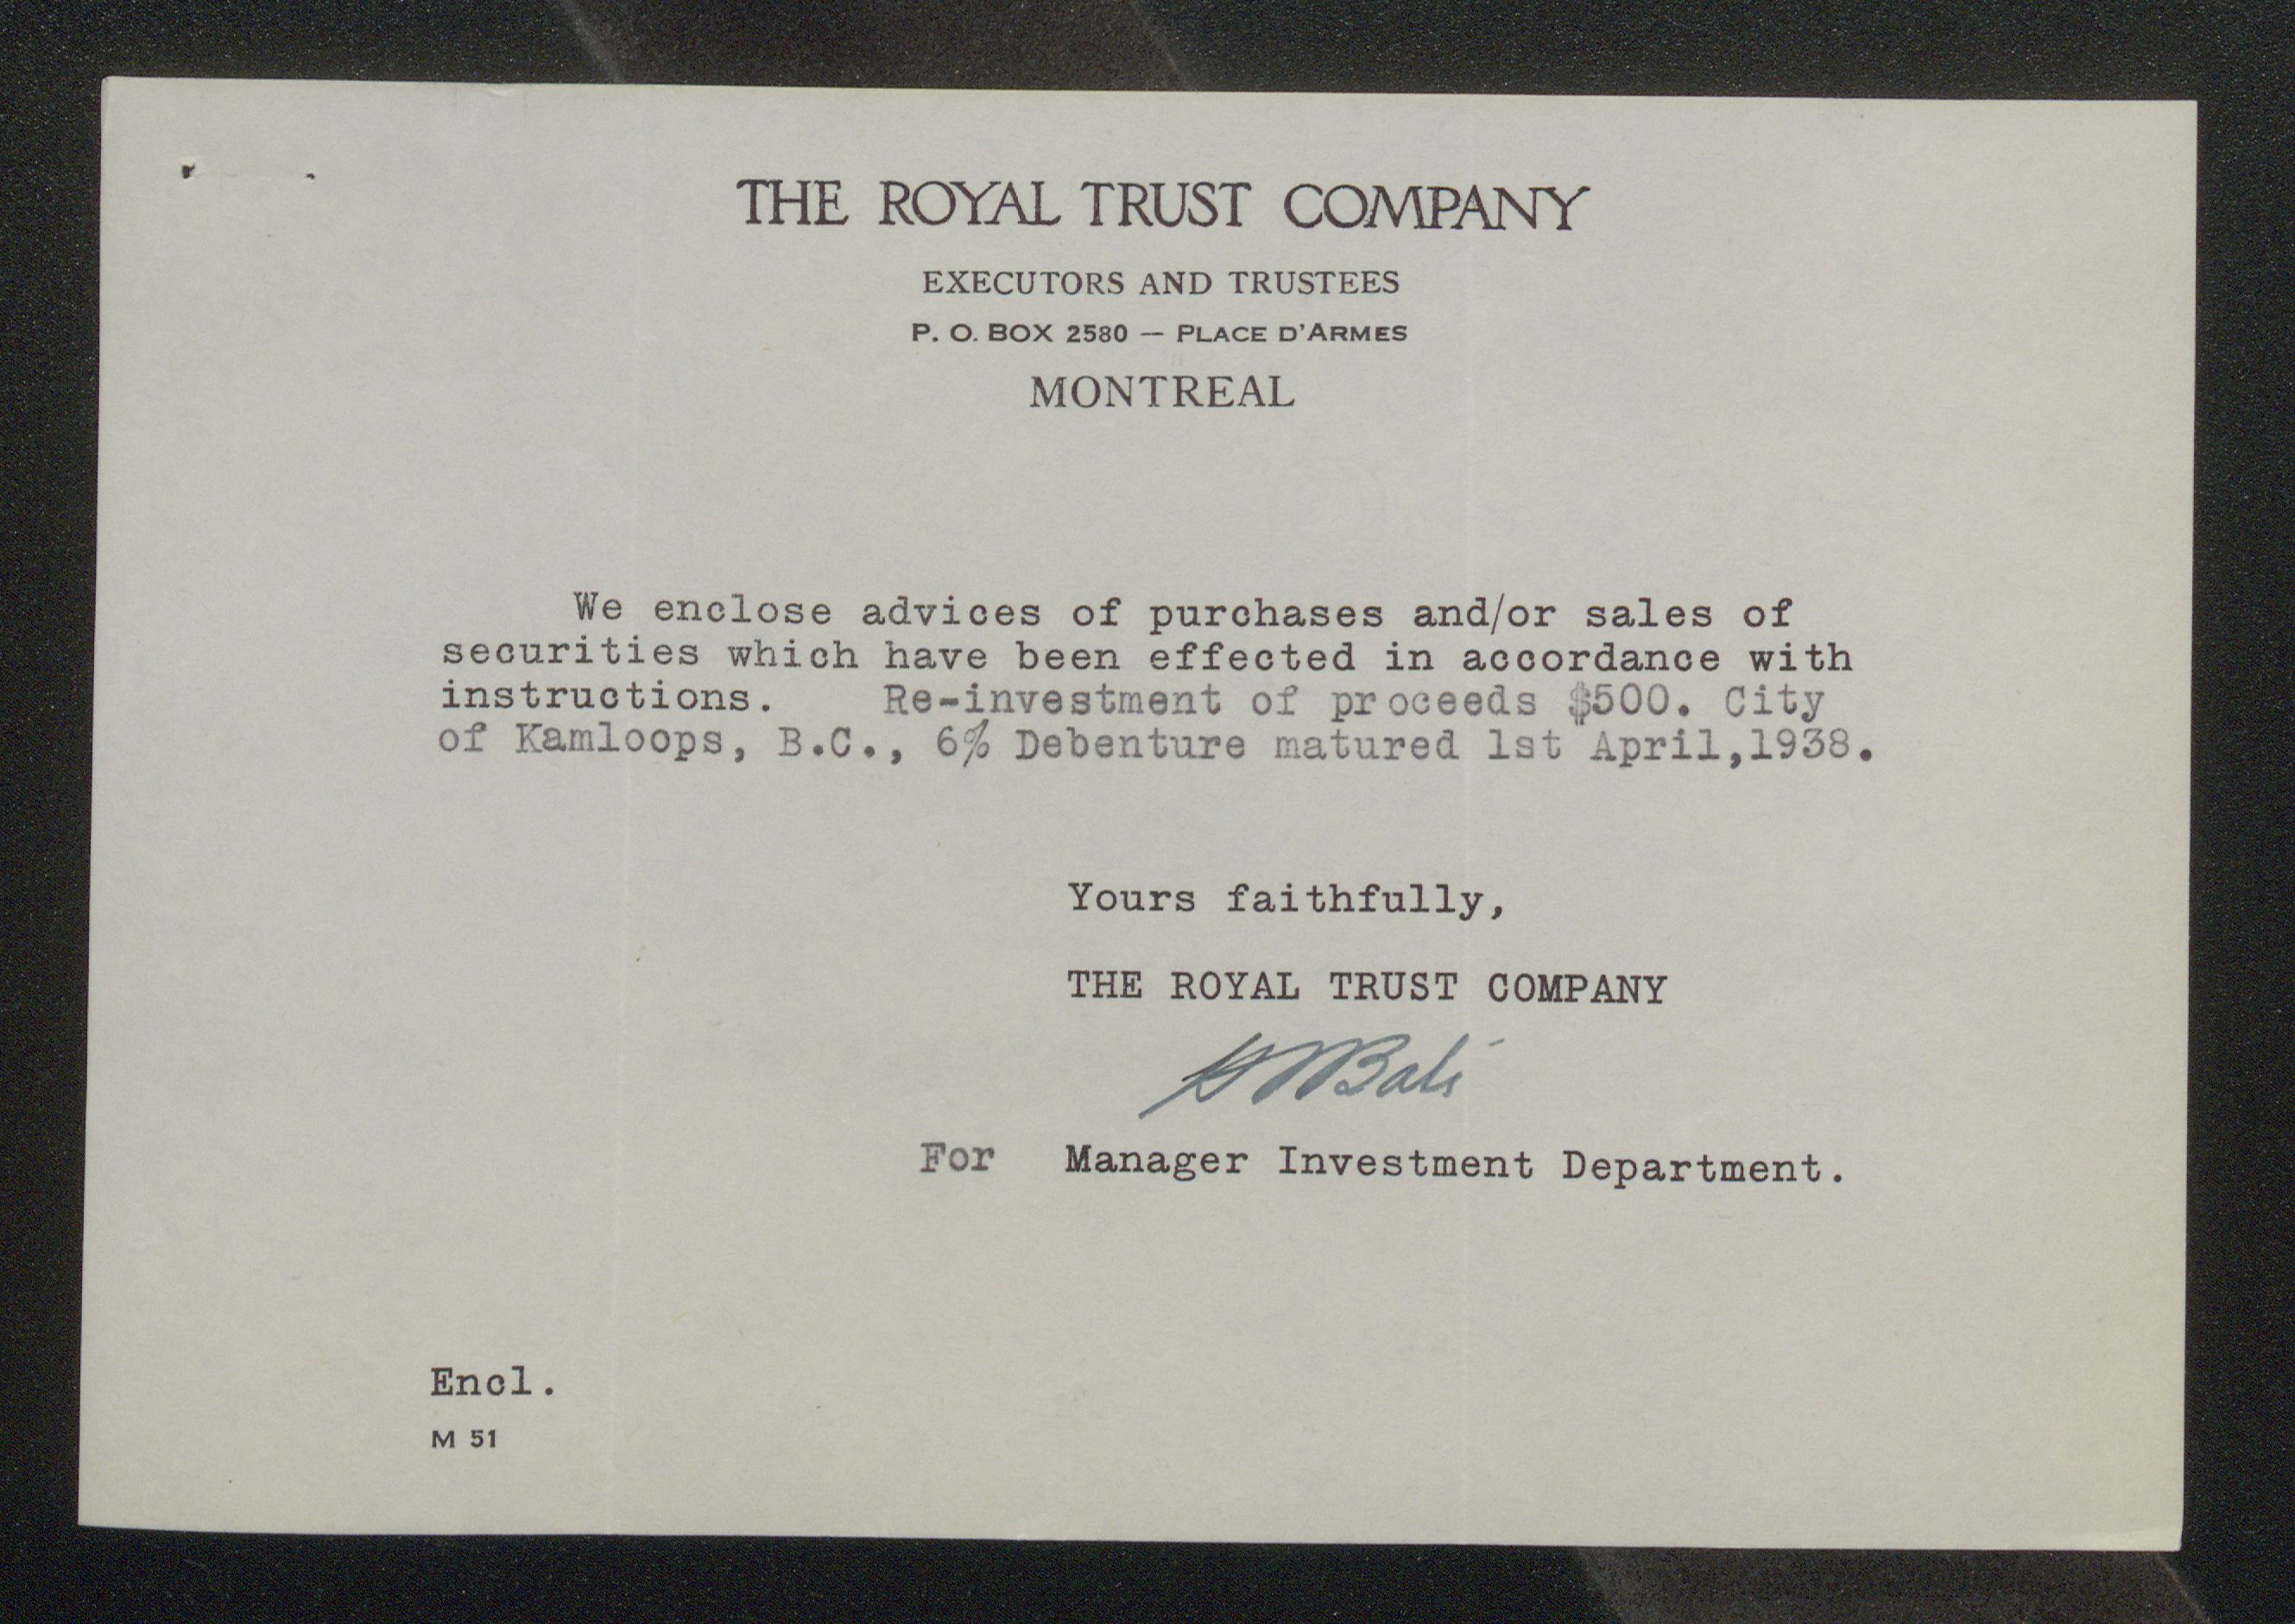 THE ROYAL TRUST COMPANY
EXECUTORS AND TRUSTEES
P. O. BOX 2580 — PLACE D'ARMES
MONTREAL
We enclose advices of purchases and/or sales of
securities which have been effected in accordance with
instructions. Re-investment of proceeds $500. City
of Kamloops, B.C., 6% Debenture matured 1st April,1938.
Yours faithfully,
THE ROYAL TRUST COMPANY
For Manager Investment Department.
Encl.
M 51